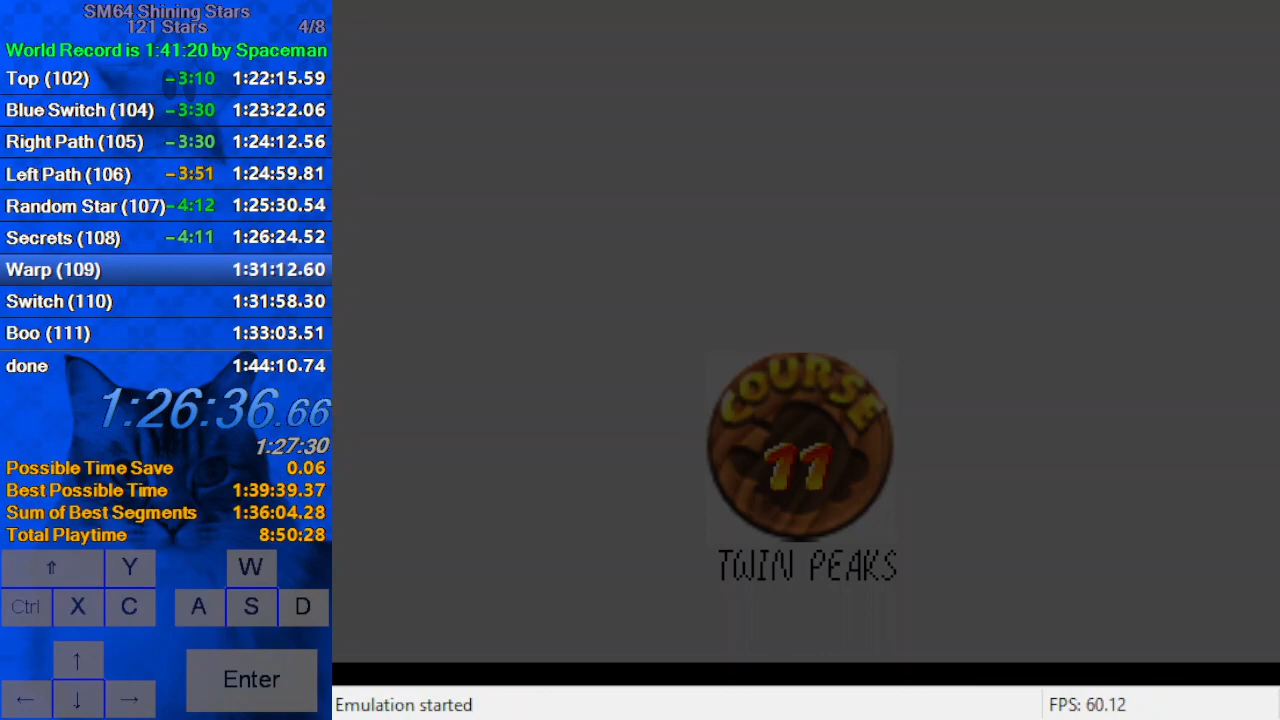 SM64 Shining Stars
121 Stars 4/8
World Record is 1:41:20 by Spaceman
Top (102) −3:10 1:22:15.59
Blue Switch (104) −3:30 1:23:22.06
Right Path (105) −3:30 1:24:12.56
Left Path (106) −3:51 1:24:59.81
Random Star (107) −4:12 1:25:30.54
Secrets (108) −4:11 1:26:24.52
Warp (109) 1:31:12.60
Switch (110) 1:31:58.30
Boo (111) 1:33:03.51
done 1:44:10.74
1:26:36.66
1:27:30
Possible Time Save 0.06
Best Possible Time 1:39:39.37
Sum of Best Segments 1:36:04.28
Total Playtime 8:50:28
⇑ Y W
Ctrl X C A S D
↑
← ↓ → Enter
COURSE
11
TWIN PEAKS
Emulation started FPS: 60.12